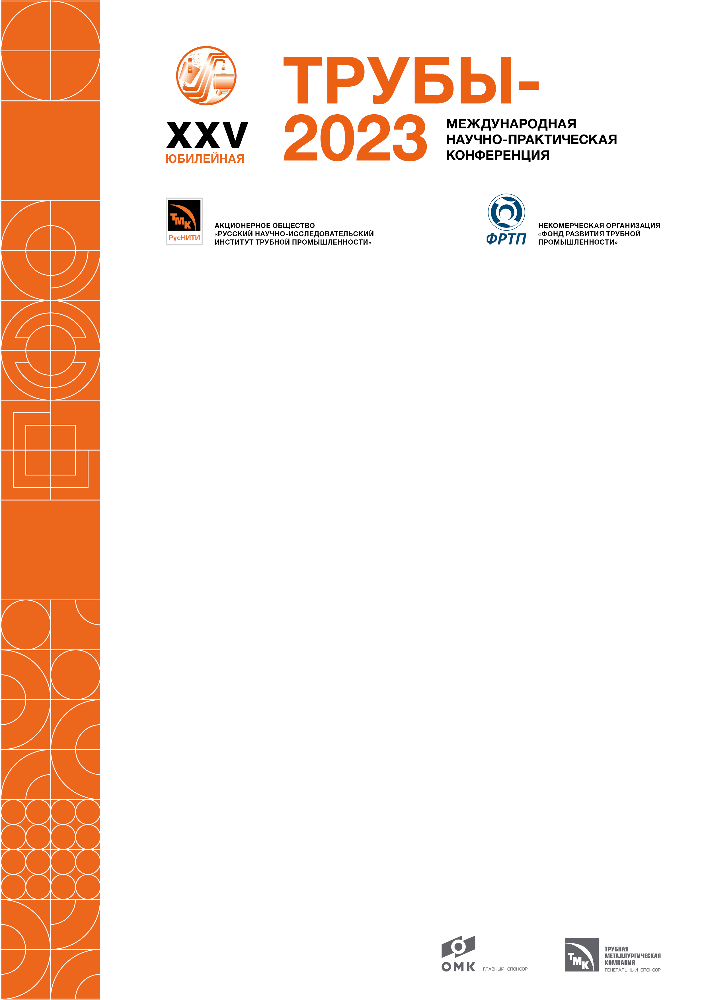 ТРУБЫ-
2023
XXV
ЮБИЛЕЙНАЯ
МЕЖДУНАРОДНАЯ
НАУЧНО-ПРАКТИЧЕСКАЯ
КОНФЕРЕНЦИЯ
ТМК
РусНИТИ
АКЦИОНЕРНОЕ ОБЩЕСТВО
«РУССКИЙ НАУЧНО-ИССЛЕДОВАТЕЛЬСКИЙ
ИНСТИТУТ ТРУБНОЙ ПРОМЫШЛЕННОСТИ»
ФРТП
НЕКОМЕРЧЕСКАЯ ОРГАНИЗАЦИЯ
«ФОНД РАЗВИТИЯ ТРУБНОЙ
ПРОМЫШЛЕННОСТИ»
ОМК
ГЛАВНЫЙ СПОНСОР
ТМК
ТРУБНАЯ
МЕТАЛЛУРГИЧЕСКАЯ
КОМПАНИЯ
ГЕНЕРАЛЬНЫЙ СПОНСОР